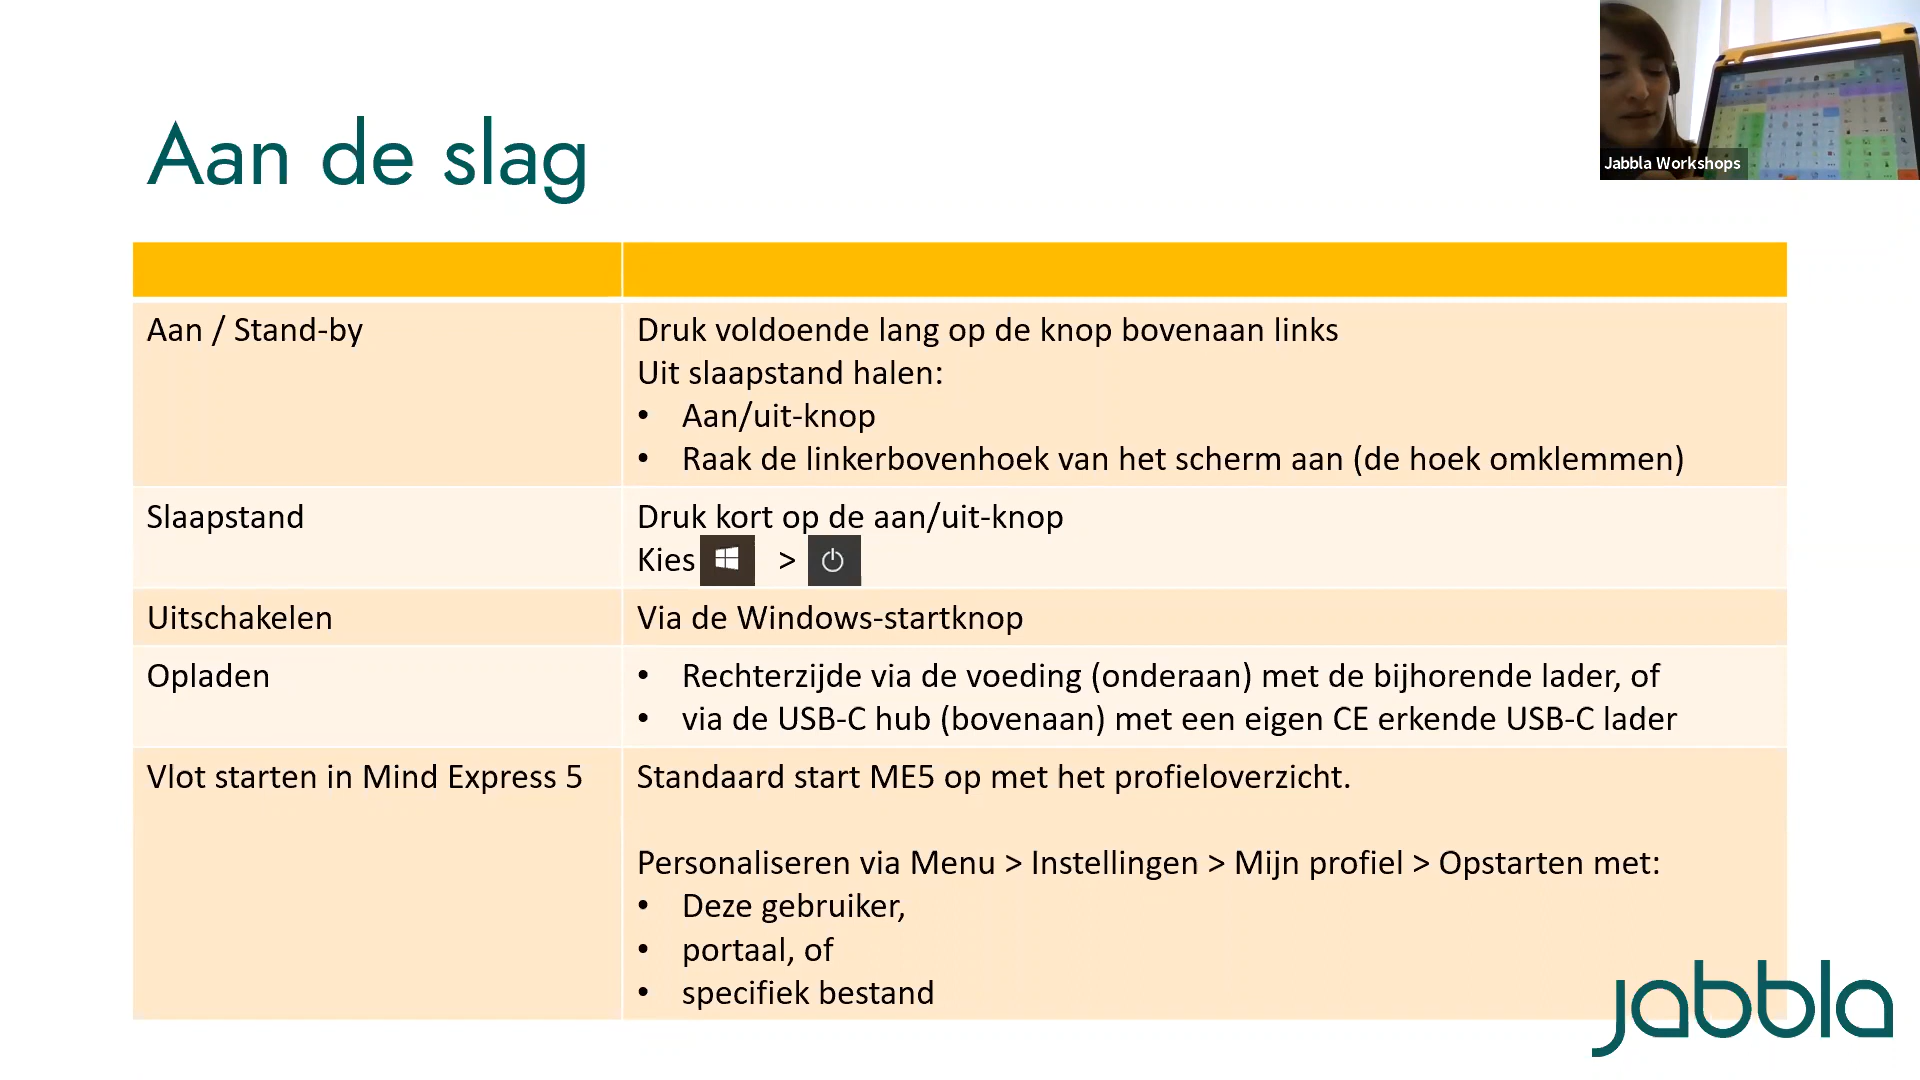 Jabbla Workshops
Aan de slag
Aan / Stand-by
Druk voldoende lang op de knop bovenaan links
Uit slaapstand halen:
• Aan/uit-knop
• Raak de linkerbovenhoek van het scherm aan (de hoek omklemmen)
Slaapstand
Druk kort op de aan/uit-knop
Kies >
Uitschakelen
Via de Windows-startknop
Opladen
• Rechterzijde via de voeding (onderaan) met de bijhorende lader, of
• via de USB-C hub (bovenaan) met een eigen CE erkende USB-C lader
Vlot starten in Mind Express 5
Standaard start ME5 op met het profieloverzicht.
Personaliseren via Menu > Instellingen > Mijn profiel > Opstarten met:
• Deze gebruiker,
• portaal, of
• specifiek bestand
jabbla